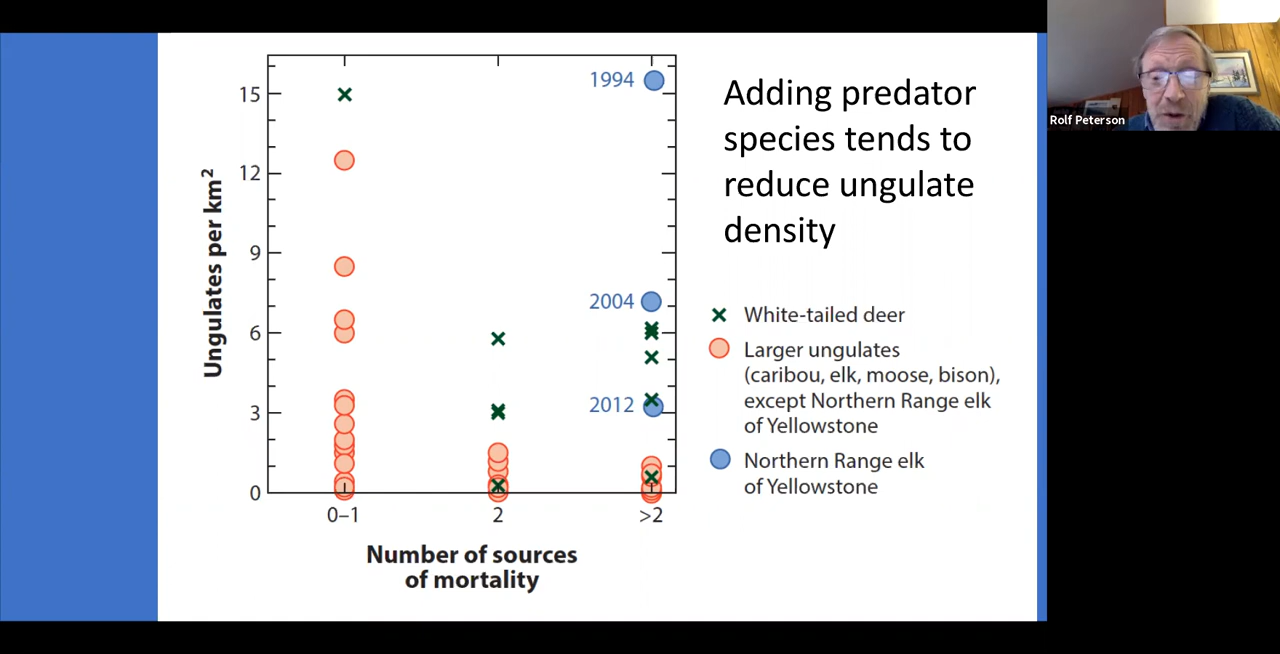 Adding predator
species tends to
reduce ungulate
density
Ungulates per km²
15
12
9
6
3
0
1994
2004
2012
0–1
2
>2
Number of sources
of mortality
White-tailed deer
Larger ungulates
(caribou, elk, moose, bison),
except Northern Range elk
of Yellowstone
Northern Range elk
of Yellowstone
Rolf Peterson